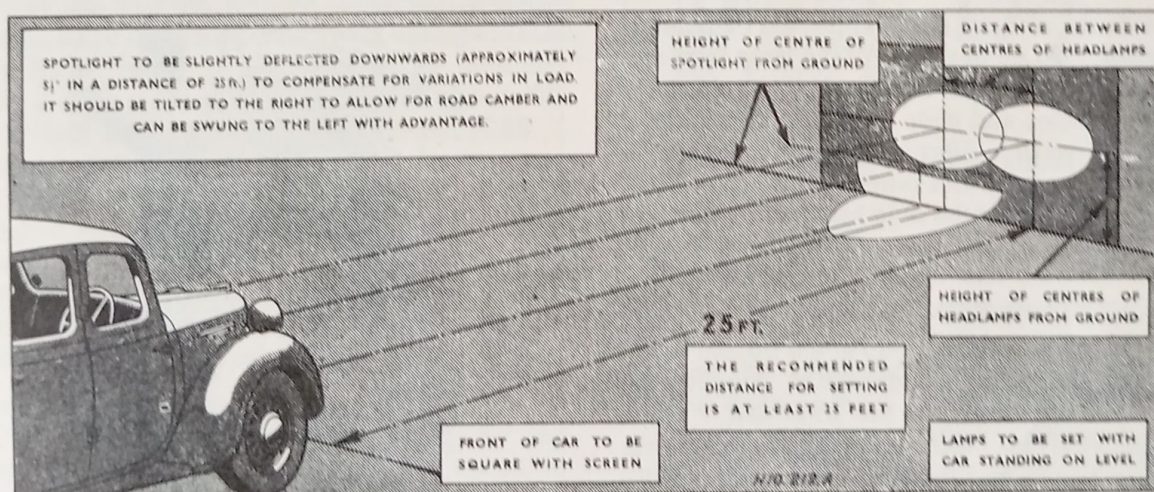 SPOTLIGHT TO BE SLIGHTLY DEFLECTED DOWNWARDS (APPROXIMATELY
IN A DISTANCE OF 25ft.) TO COMPENSATE FOR VARIATIONS IN LOAD.
IT SHOULD BE TILTED TO THE RIGHT TO ALLOW FOR ROAD CAMBER AND
CAN BE SWUNG TO THE LEFT WITH ADVANTAGE.
HEIGHT OF CENTRE OF
SPOTLIGHT FROM GROUND
DISTANCE BETWEEN
CENTRES OF HEADLAMPS
HEIGHT OF CENTRES OF
HEADLAMPS FROM GROUND
25 FT.
THE RECOMMENDED
DISTANCE FOR SETTING
IS AT LEAST 25 FEET
FRONT OF CAR TO BE
SQUARE WITH SCREEN
LAMPS TO BE SET WITH
CAR STANDING ON LEVEL